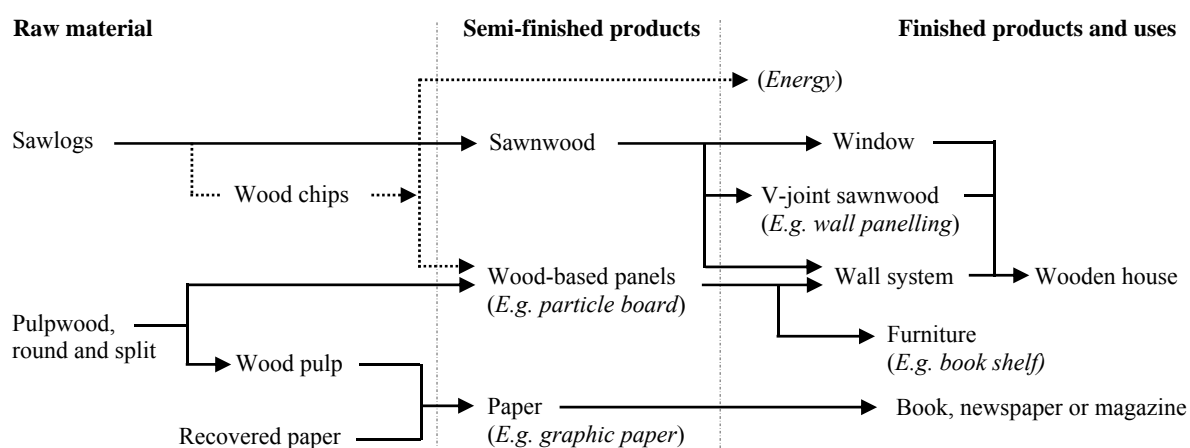 Raw material
Semi-finished products
Finished products and uses
(Energy)
Sawlogs
Sawnwood
Window
Wood chips
V-joint sawnwood
(E.g. wall panelling)
Wood-based panels
(E.g. particle board)
Wall system
Wooden house
Pulpwood,
round and split
Furniture
(E.g. book shelf)
Wood pulp
Paper
(E.g. graphic paper)
Book, newspaper or magazine
Recovered paper